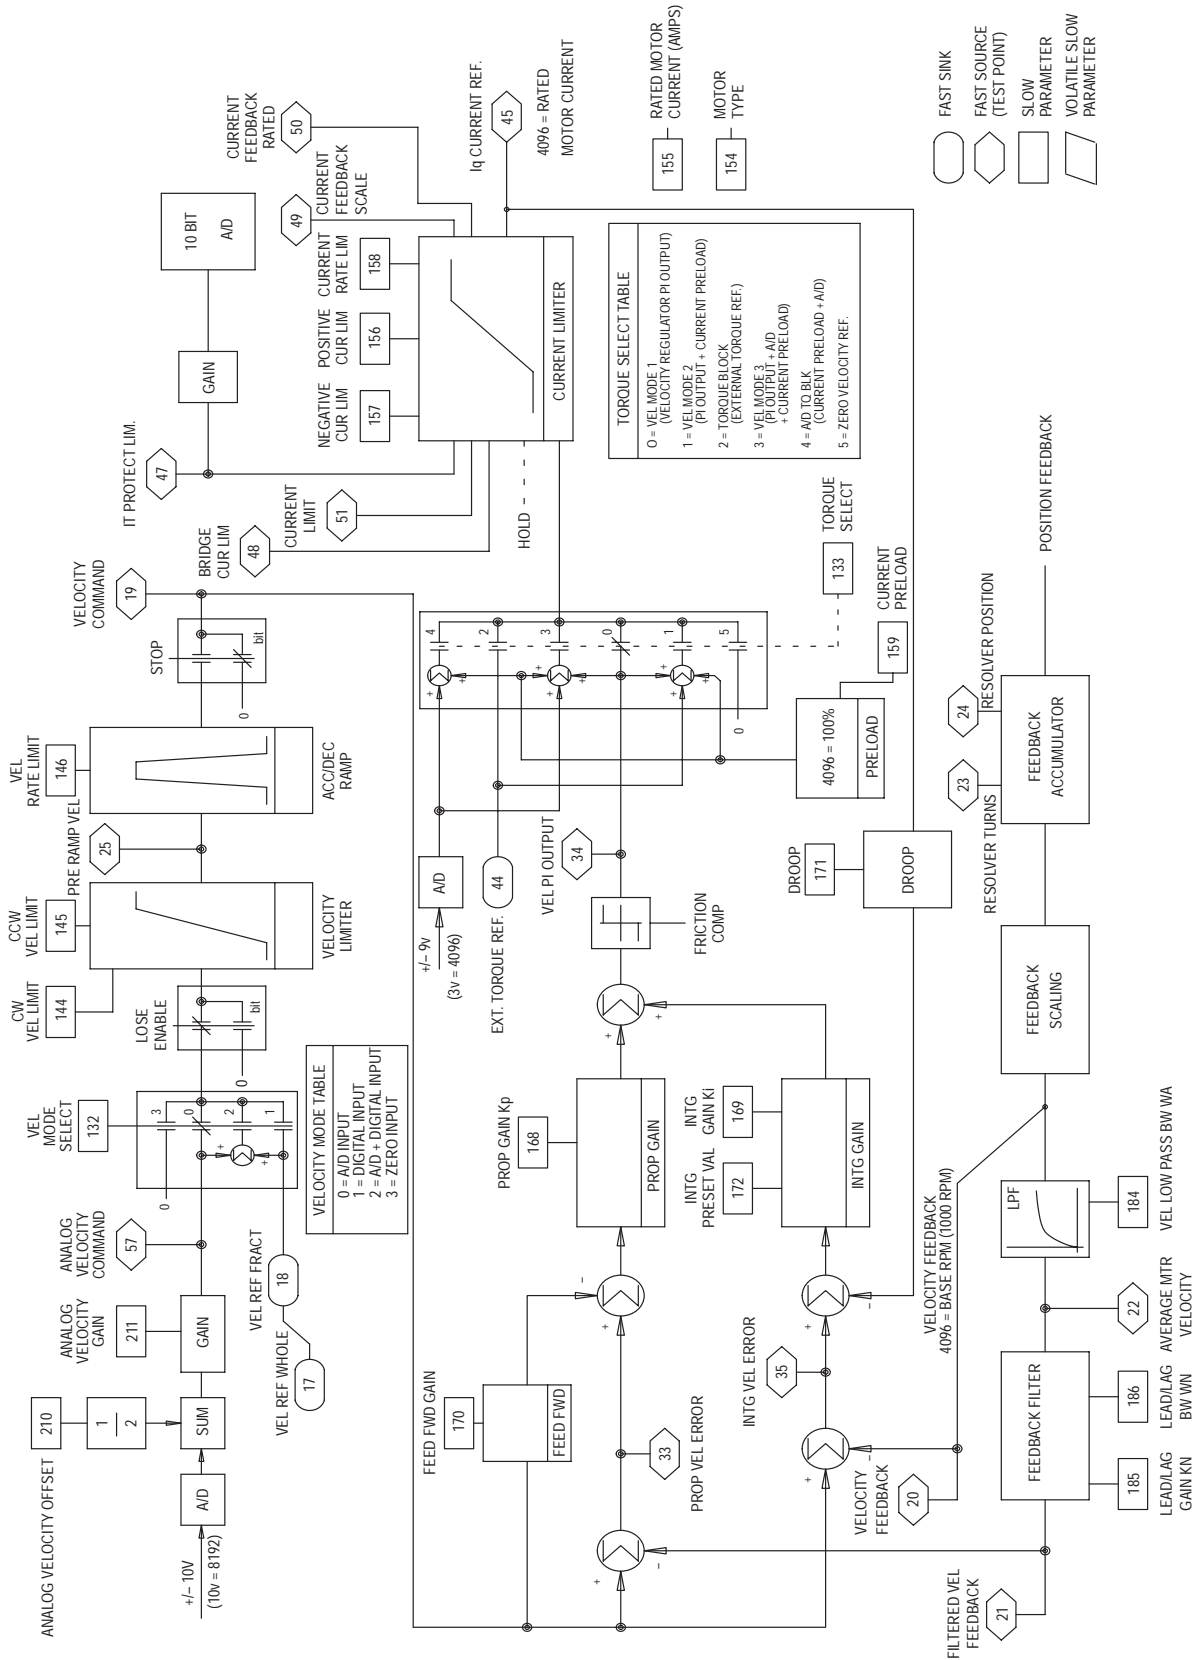 ANALOG VELOCITY OFFSET
210
1
2
+/– 10V
(10v = 8192)
A/D
SUM
ANALOG
VELOCITY
GAIN
211
GAIN
ANALOG
VELOCITY
COMMAND
57
VEL REF WHOLE
17
VEL REF FRACT
18
VEL
MODE
SELECT
132
0
3
0
2
1
+
+
VELOCITY MODE TABLE
0 = A/D INPUT
1 = DIGITAL INPUT
2 = A/D + DIGITAL INPUT
3 = ZERO INPUT
LOSE
ENABLE
0
bit
CW
VEL LIMIT
144
CCW
VEL LIMIT
145
VELOCITY
LIMITER
PRE RAMP VEL
25
VEL
RATE LIMIT
146
ACC/DEC
RAMP
STOP
0
bit
VELOCITY
COMMAND
19
BRIDGE
CUR LIM
48
CURRENT
LIMIT
51
IT PROTECT LIM.
47
GAIN
10 BIT
A/D
HOLD
NEGATIVE
CUR LIM
157
POSITIVE
CUR LIM
156
CURRENT
RATE LIM
158
CURRENT
FEEDBACK
SCALE
49
CURRENT
FEEDBACK
RATED
50
CURRENT LIMITER
Iq CURRENT REF.
45
4096 = RATED
MOTOR CURRENT
+/– 9v
(3v = 4096)
A/D
EXT. TORQUE REF.
44
VEL PI OUTPUT
34
FRICTION
COMP
4
2
3
0
1
5
+
+
+
+
+
+
+
0
4096 = 100%
PRELOAD
159
CURRENT
PRELOAD
133
TORQUE
SELECT
TORQUE SELECT TABLE
O = VEL MODE 1
(VELOCITY REGULATOR PI OUTPUT)
1 = VEL MODE 2
(PI OUTPUT + CURRENT PRELOAD)
2 = TORQUE BLOCK
(EXTERNAL TORQUE REF.)
3 = VEL MODE 3
(PI OUTPUT + A/D
+ CURRENT PRELOAD)
4 = A/D TQ BLK
(CURRENT PRELOAD + A/D)
5 = ZERO VELOCITY REF.
155
RATED MOTOR
CURRENT (AMPS)
154
MOTOR
TYPE
FAST SINK
FAST SOURCE
(TEST POINT)
SLOW
PARAMETER
VOLATILE SLOW
PARAMETER
FEED FWD GAIN
170
FEED FWD
+
–
33
PROP VEL ERROR
+
–
PROP GAIN Kp
168
PROP GAIN
+
+
INTG VEL ERROR
35
+
–
+
–
INTG
PRESET VAL
172
INTG
GAIN Ki
169
INTG GAIN
DROOP
171
DROOP
VELOCITY
FEEDBACK
20
VELOCITY FEEDBACK
4096 = BASE RPM (1000 RPM)
FILTERED VEL
FEEDBACK
21
FEEDBACK FILTER
185
LEAD/LAG
GAIN KN
186
LEAD/LAG
BW WN
22
AVERAGE MTR
VELOCITY
LPF
184
VEL LOW PASS BW WA
FEEDBACK
SCALING
RESOLVER TURNS
23
24
RESOLVER POSITION
FEEDBACK
ACCUMULATOR
POSITION FEEDBACK